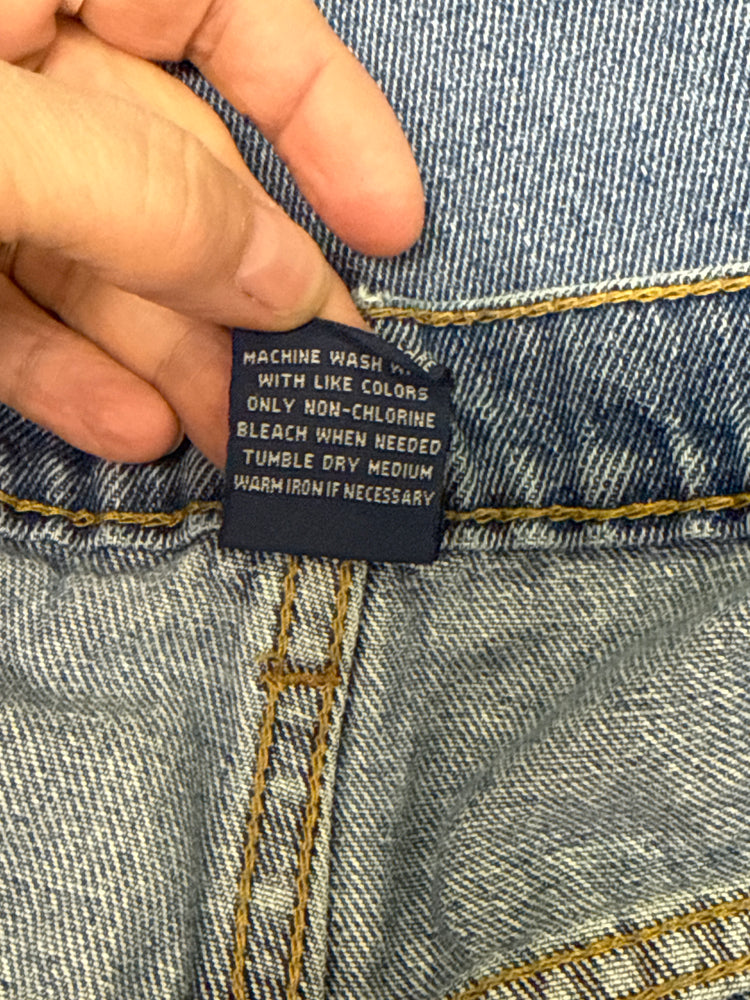 MACHINE WASH
WITH LIKE COLORS
ONLY NON-CHLORINE
BLEACH WHEN NEEDED
TUMBLE DRY MEDIUM
WARM IRON IF NECESSARY